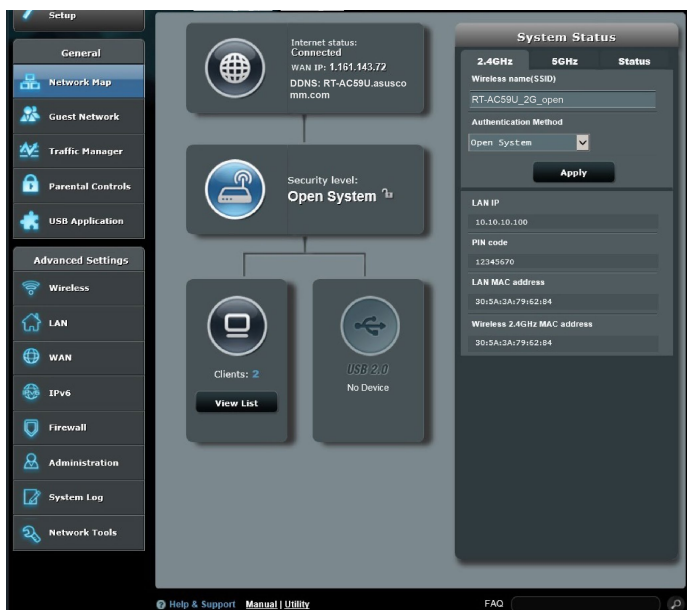 Setup
General
Network Map
Guest Network
Traffic Manager
Parental Controls
USB Application
Advanced Settings
Wireless
LAN
WAN
IPv6
Firewall
Administration
System Log
Network Tools
Internet status:
Connected
WAN IP: 1.161.143.72
DDNS: RT-AC59U.asusco
mm.com
Security level:
Open System
Clients: 2
View List
USB 2.0
No Device
System Status
2.4GHz 5GHz Status
Wireless name(SSID)
RT-AC59U_2G_open
Authentication Method
Open System
Apply
LAN IP
10.10.10.100
PIN code
12345670
LAN MAC address
30:5A:3A:79:62:84
Wireless 2.4GHz MAC address
30:5A:3A:79:62:84
Help & Support Manual | Utility FAQ